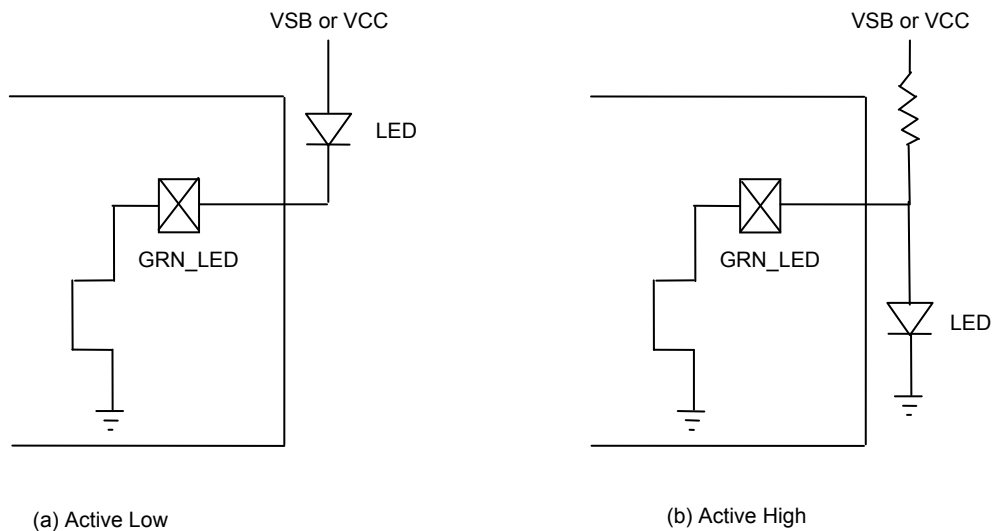 VSB or VCC
LED
GRN_LED
(a) Active Low
VSB or VCC
GRN_LED
LED
(b) Active High